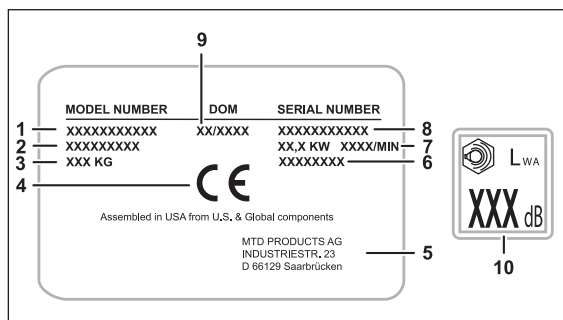 9
MODEL NUMBER DOM SERIAL NUMBER
1 XXXXXXXXXXX XX/XXXX XXXXXXXXXXX 8
2 XXXXXXXXX XX,X KW XXXX/MIN 7
3 XXX KG XXXXXXXX 6
4 CE
Assembled in USA from U.S. & Global components
MTD PRODUCTS AG
INDUSTRIESTR. 23 5
D 66129 Saarbrücken
LWA
XXX dB
10